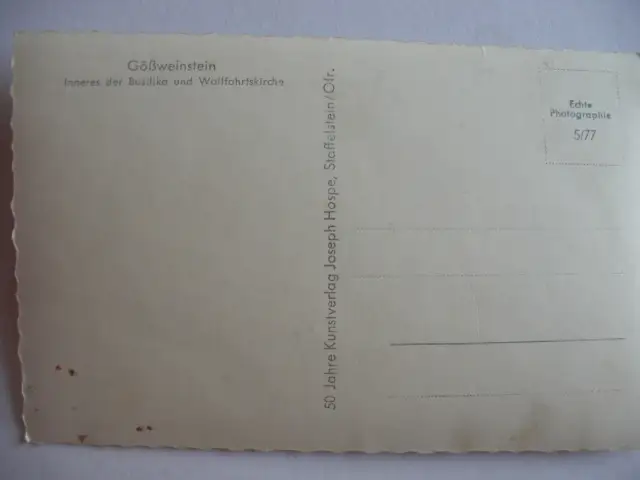 Gößweinstein
Inneres der Basilika und Wallfahrtskirche
50 Jahre Kunstverlag Joseph Hospe, Staffelstein/Ofr.
Echte
Photographie
5/77